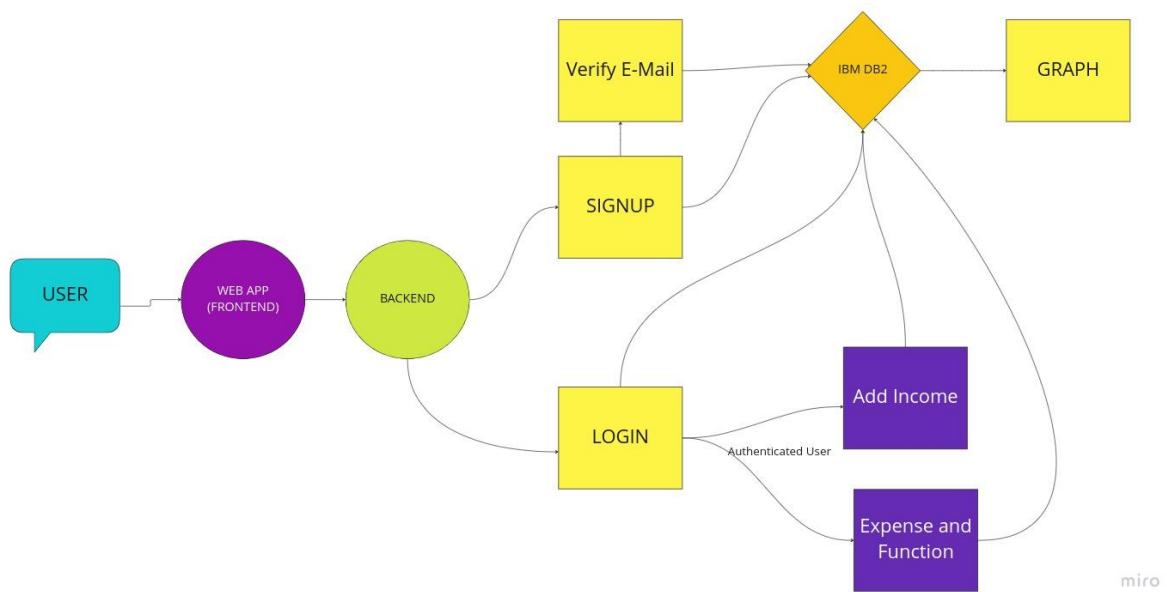 Verify E-Mail
IBM DB2
GRAPH
SIGNUP
USER
WEB APP
(FRONTEND)
BACKEND
Add Income
LOGIN
Authenticated User
Expense and
Function
miro